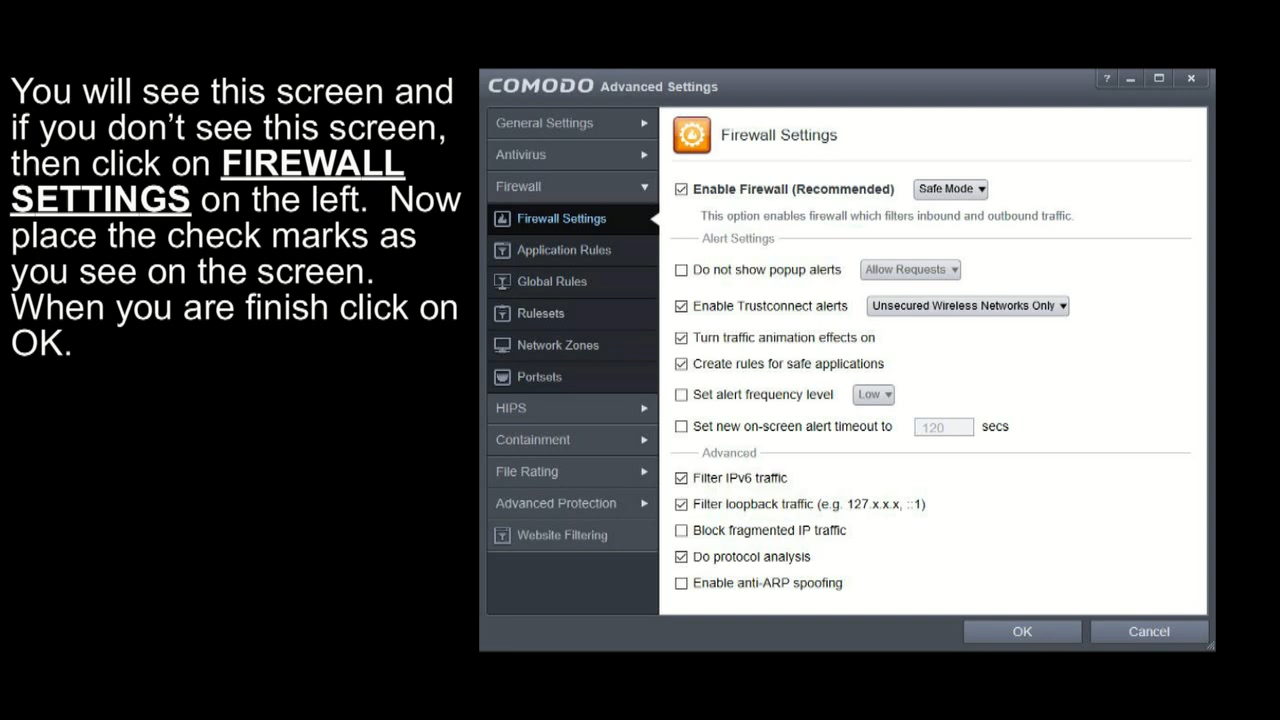 You will see this screen and
if you don't see this screen,
then click on FIREWALL
SETTINGS on the left.  Now
place the check marks as
you see on the screen.
When you are finish click on
OK.
COMODO Advanced Settings
?
General Settings
Antivirus
Firewall
Firewall Settings
Application Rules
Global Rules
Rulesets
Network Zones
Portsets
HIPS
Containment
File Rating
Advanced Protection
Website Filtering
Firewall Settings
Enable Firewall (Recommended) Safe Mode
This option enables firewall which filters inbound and outbound traffic.
Alert Settings
Do not show popup alerts Allow Requests
Enable Trustconnect alerts Unsecured Wireless Networks Only
Turn traffic animation effects on
Create rules for safe applications
Set alert frequency level Low
Set new on-screen alert timeout to 120 secs
Advanced
Filter IPv6 traffic
Filter loopback traffic (e.g. 127.x.x.x, ::1)
Block fragmented IP traffic
Do protocol analysis
Enable anti-ARP spoofing
OK Cancel